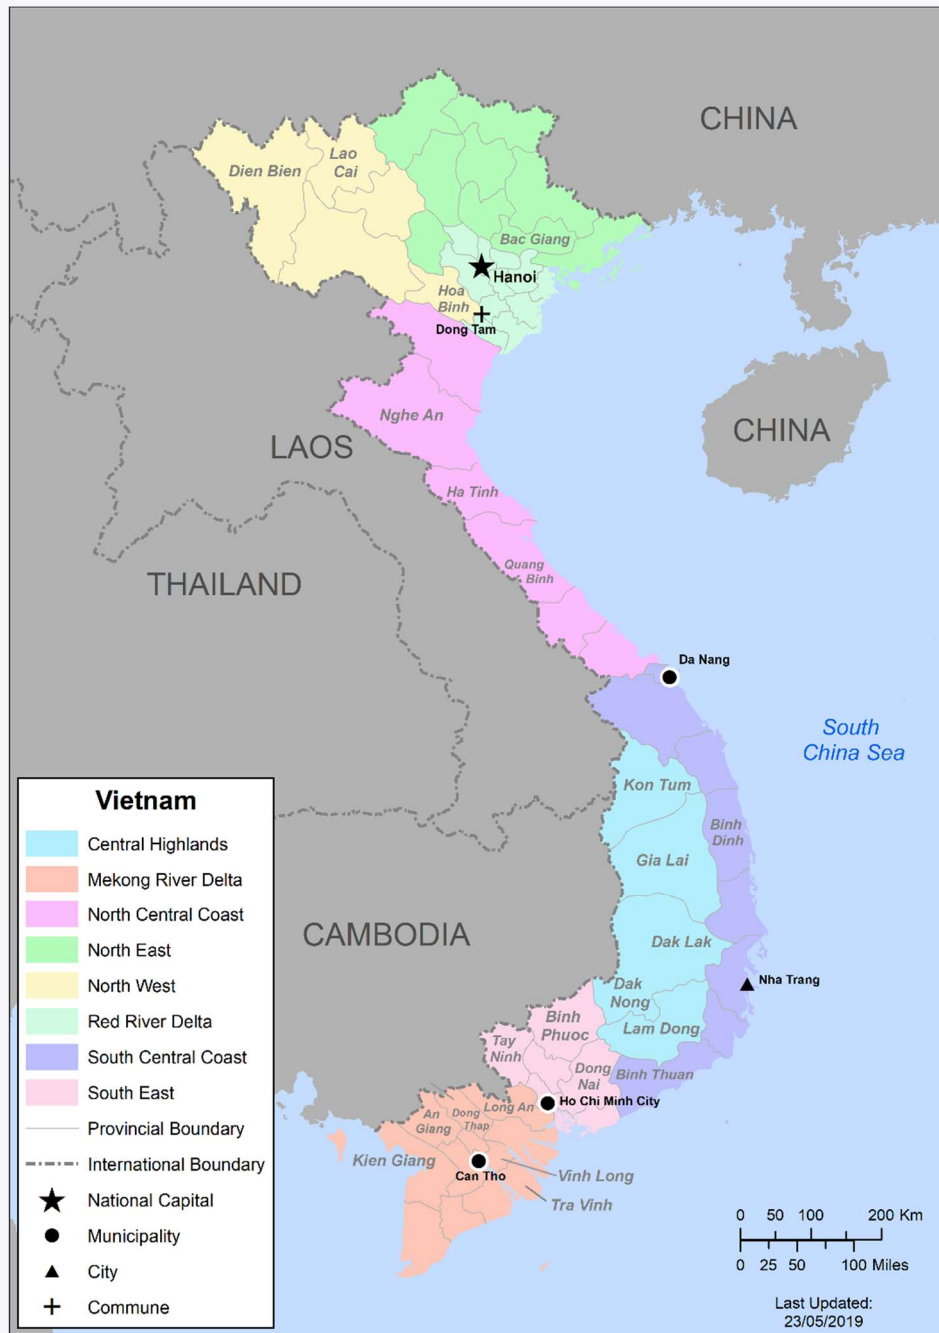 CHINA
Dien Bien
Lao
Cai
Bac Giang
Hanoi
Hoa
Binh
Dong Tam
CHINA
Nghe An
LAOS
Ha Tinh
Quang
Binh
THAILAND
Da Nang
South
China Sea
Kon Tum
Binh
Dinh
Gia Lai
CAMBODIA
Dak Lak
Nha Trang
Dak
Nong
Binh
Phuoc
Lam Dong
Tay
Ninh
Dong
Nai
Binh Thuan
Ho Chi Minh City
Long An
An
Giang
Dong
Thap
Kien Giang
Can Tho
Vinh Long
Tra Vinh
Vietnam
Central Highlands
Mekong River Delta
North Central Coast
North East
North West
Red River Delta
South Central Coast
South East
Provincial Boundary
International Boundary
National Capital
Municipality
City
Commune
0 50 100 200 Km
0 25 50 100 Miles
Last Updated:
23/05/2019